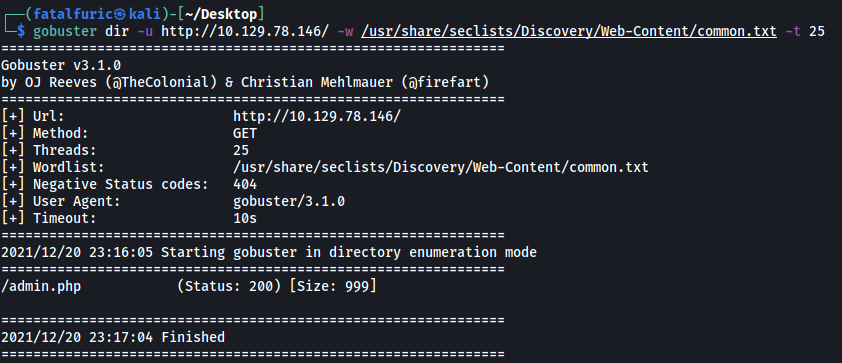 ┌──(fatalfuric㉿kali)-[~/Desktop]
└─$ gobuster dir -u http://10.129.78.146/ -w /usr/share/seclists/Discovery/Web-Content/common.txt -t 25
===============================================================
Gobuster v3.1.0
by OJ Reeves (@TheColonial) & Christian Mehlmauer (@firefart)
===============================================================
[+] Url:                     http://10.129.78.146/
[+] Method:                  GET
[+] Threads:                 25
[+] Wordlist:                /usr/share/seclists/Discovery/Web-Content/common.txt
[+] Negative Status codes:   404
[+] User Agent:              gobuster/3.1.0
[+] Timeout:                 10s
===============================================================
2021/12/20 23:16:05 Starting gobuster in directory enumeration mode
===============================================================
/admin.php            (Status: 200) [Size: 999]
===============================================================
2021/12/20 23:17:04 Finished
===============================================================